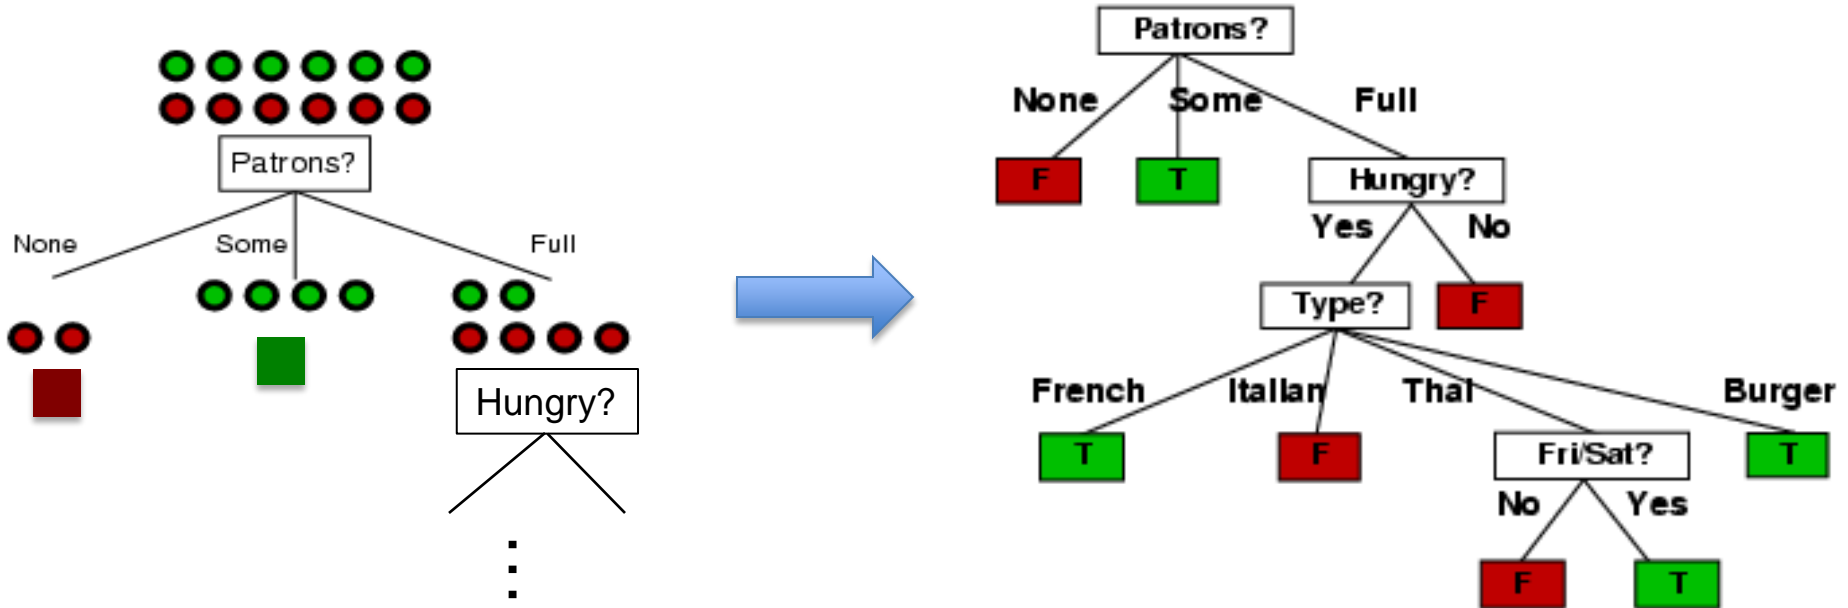 Patrons?
None
Some
Full
Hungry?
Patrons?
None
Some
Full
F
T
Hungry?
Yes
No
Type?
F
French
Italian
Thai
Burger
T
F
Fri/Sat?
T
No
Yes
F
T